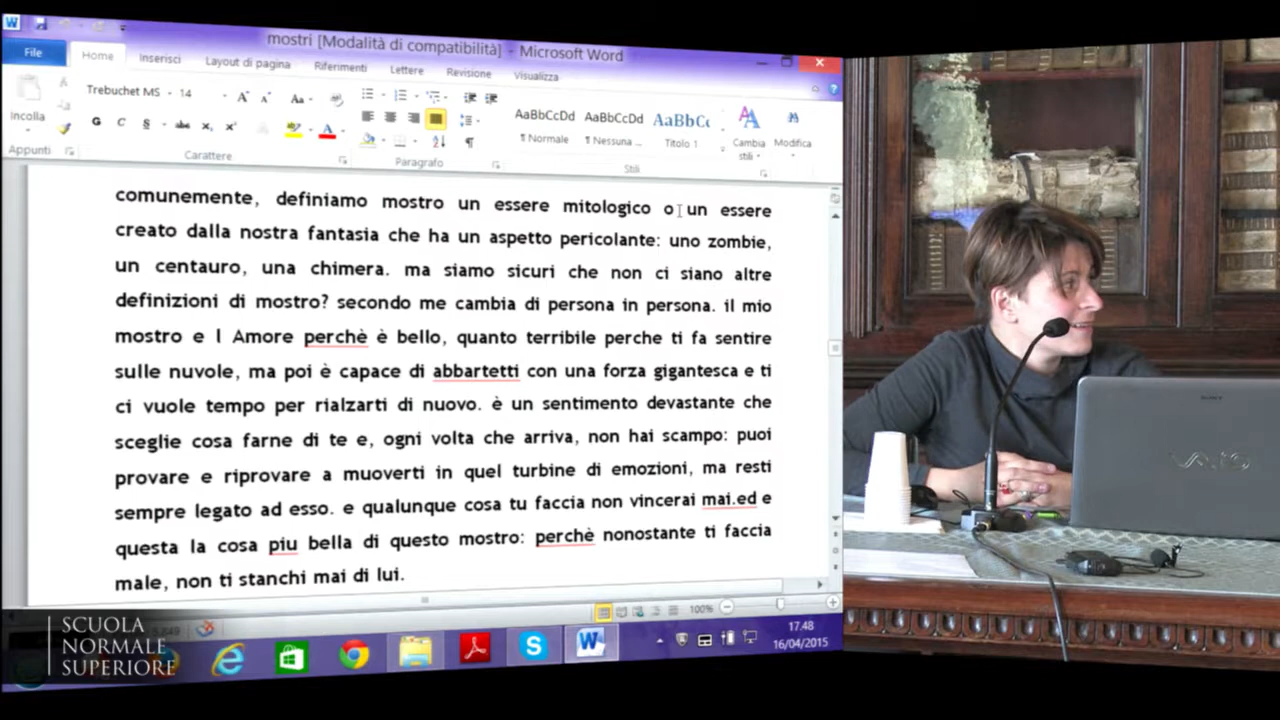 mostri [Modalità di compatibilità] - Microsoft Word
File Home Inserisci Layout di pagina Riferimenti Lettere Revisione Visualizza
Trebuchet MS 14
AaBbCcDd AaBbCcDd AaBbCc
Incolla
¶ Normale ¶ Nessuna ... Titolo 1 Cambia stili Modifica
Appunti Carattere Paragrafo Stili
comunemente, definiamo mostro un essere mitologico o un essere
creato dalla nostra fantasia che ha un aspetto pericolante: uno zombie,
un centauro, una chimera. ma siamo sicuri che non ci siano altre
definizioni di mostro? secondo me cambia di persona in persona. il mio
mostro e l Amore perchè è bello, quanto terribile perche ti fa sentire
sulle nuvole, ma poi è capace di abbartetti con una forza gigantesca e ti
ci vuole tempo per rialzarti di nuovo. è un sentimento devastante che
sceglie cosa farne di te e, ogni volta che arriva, non hai scampo: puoi
provare e riprovare a muoverti in quel turbine di emozioni, ma resti
sempre legato ad esso. e qualunque cosa tu faccia non vincerai mai.ed e
questa la cosa piu bella di questo mostro: perchè nonostante ti faccia
male, non ti stanchi mai di lui.
100%
17.48
16/04/2015
SCUOLA
NORMALE
SUPERIORE
SONY
VAIO